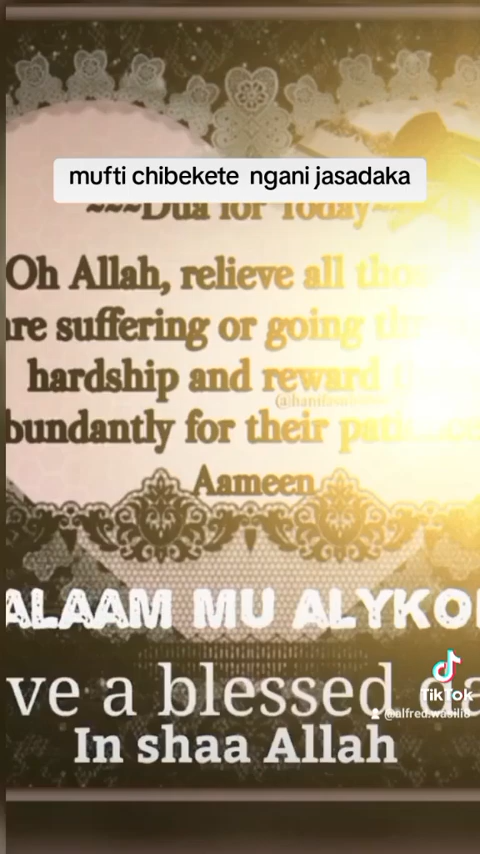 mufti chibekete ngani jasadaka
~~~Dua for Today~
Oh Allah, relieve all
are suffering or going
hardship and reward
bundantly for their
Aameen
ALAAM MU ALYKO
ve a blessed da
In shaa Allah
TikTok
@alfred.wasili8